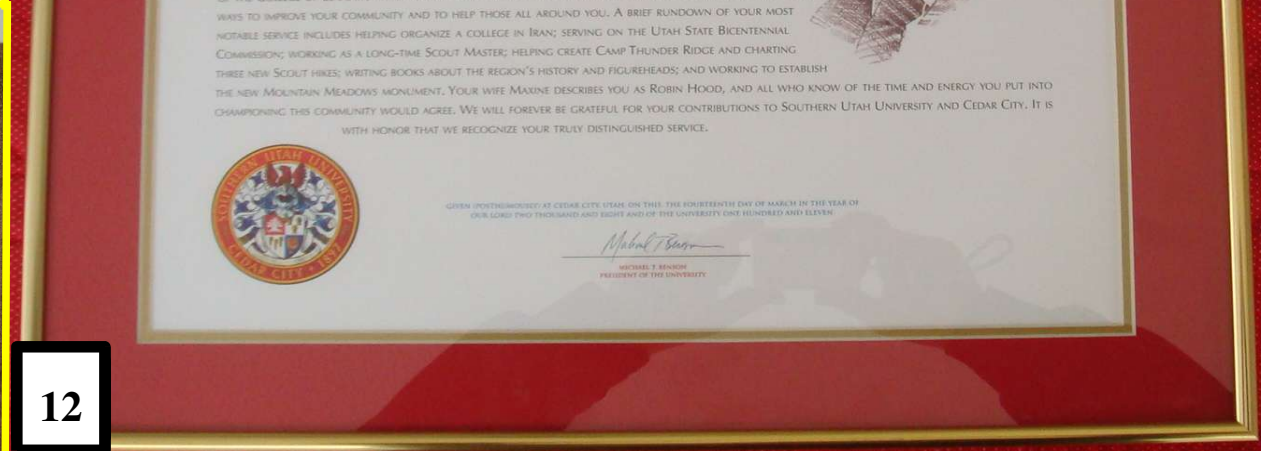 WAYS TO IMPROVE YOUR COMMUNITY AND TO HELP THOSE ALL AROUND YOU. A BRIEF RUNDOWN OF YOUR MOST
NOTABLE SERVICE INCLUDES HELPING ORGANIZE A COLLEGE IN IRAN; SERVING ON THE UTAH STATE BICENTENNIAL
COMMISSION; WORKING AS A LONG-TIME SCOUT MASTER; HELPING CREATE CAMP THUNDER RIDGE AND CHARTING
THREE NEW SCOUT HIKES; WRITING BOOKS ABOUT THE REGION'S HISTORY AND FIGUREHEADS; AND WORKING TO ESTABLISH
THE NEW MOUNTAIN MEADOWS MONUMENT. YOUR WIFE MAXINE DESCRIBES YOU AS ROBIN HOOD, AND ALL WHO KNOW OF THE TIME AND ENERGY YOU PUT INTO
CHAMPIONING THIS COMMUNITY WOULD AGREE. WE WILL FOREVER BE GRATEFUL FOR YOUR CONTRIBUTIONS TO SOUTHERN UTAH UNIVERSITY AND CEDAR CITY. IT IS
WITH HONOR THAT WE RECOGNIZE YOUR TRULY DISTINGUISHED SERVICE.
SOUTHERN UTAH UNIVERSITY
CEDAR CITY • 1897
GIVEN (POSTHUMOUSLY) AT CEDAR CITY, UTAH, ON THIS, THE FOURTEENTH DAY OF MARCH IN THE YEAR OF
OUR LORD TWO THOUSAND AND EIGHT AND OF THE UNIVERSITY ONE HUNDRED AND ELEVEN.
MICHAEL T. BENSON
PRESIDENT OF THE UNIVERSITY
12